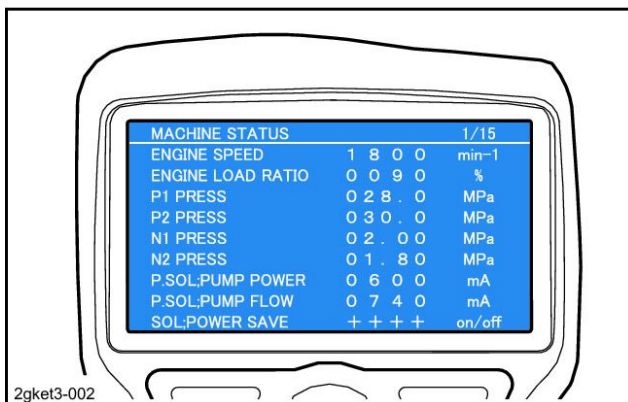 MACHINE STATUS 1/15
ENGINE SPEED 1 8 0 0 min-1
ENGINE LOAD RATIO 0 0 9 0 %
P1 PRESS 0 2 8 . 0 MPa
P2 PRESS 0 3 0 . 0 MPa
N1 PRESS 0 2 . 0 0 MPa
N2 PRESS 0 1 . 8 0 MPa
P.SOL;PUMP POWER 0 6 0 0 mA
P.SOL;PUMP FLOW 0 7 4 0 mA
SOL;POWER SAVE + + + + on/off
2gket3-002